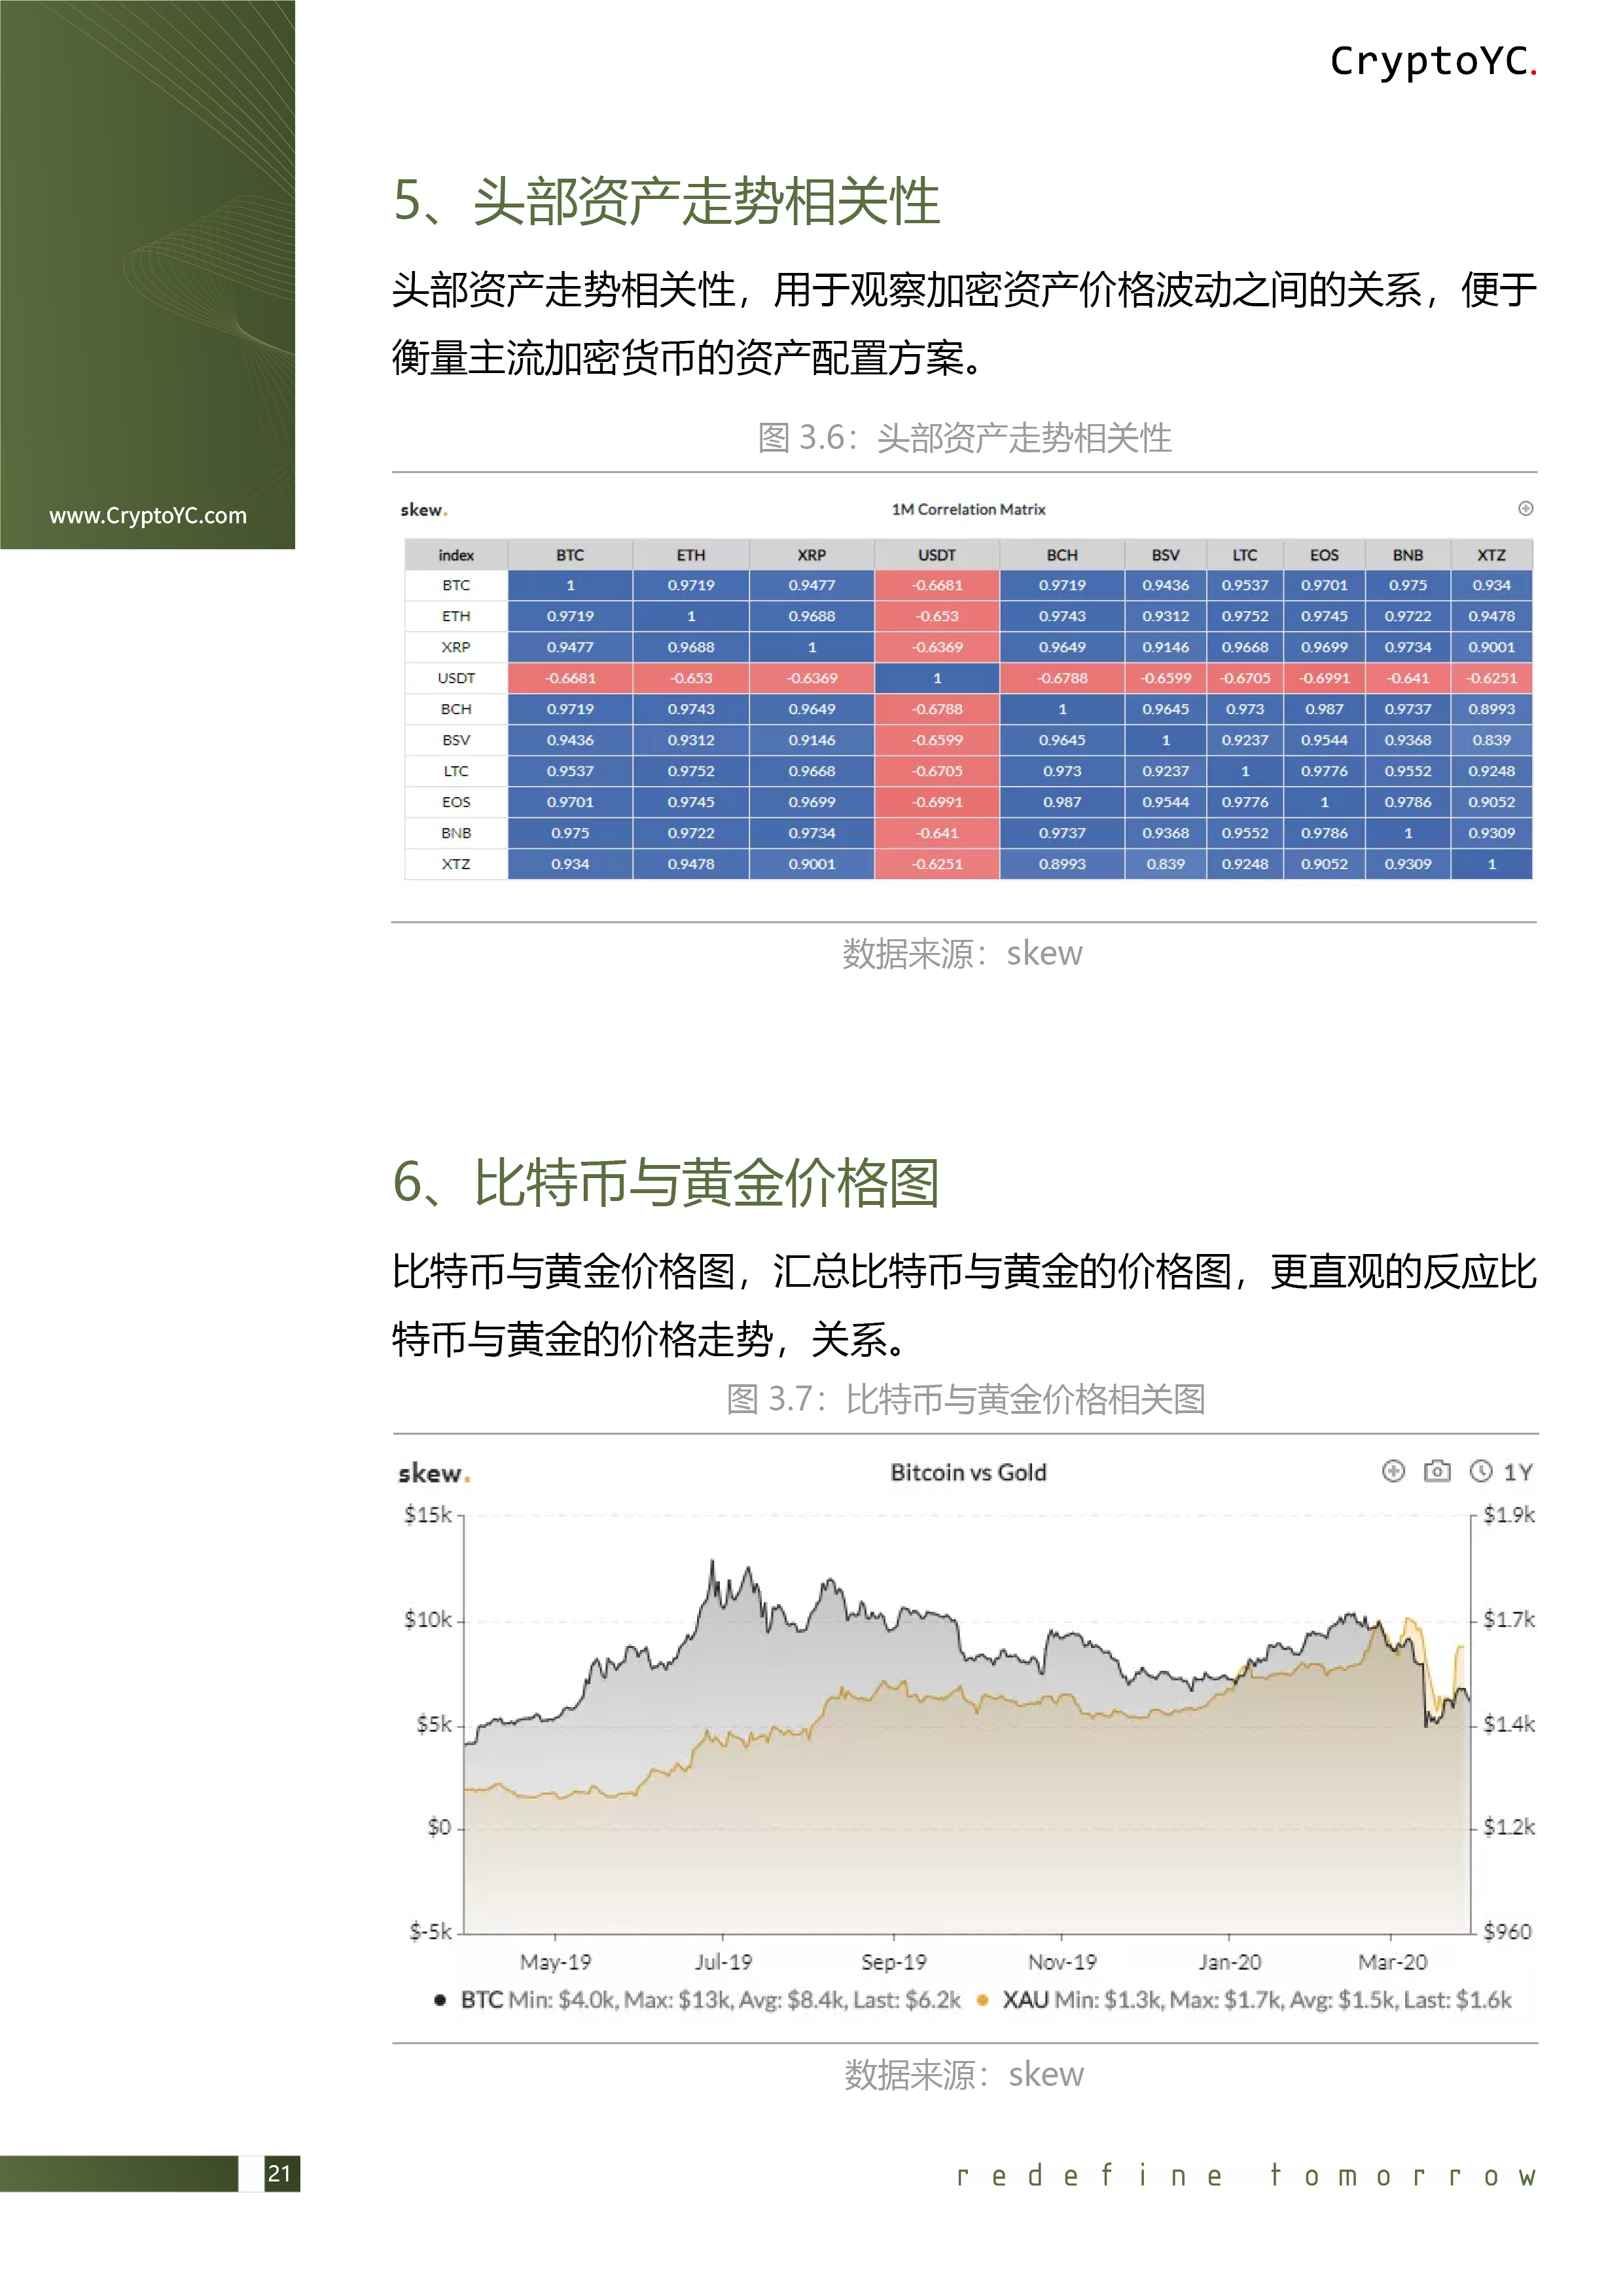 CryptoYC.
www.CryptoYC.com
5、头部资产走势相关性
头部资产走势相关性，用于观察加密资产价格波动之间的关系，便于
衡量主流加密货币的资产配置方案。
图 3.6：头部资产走势相关性
skew. 1M Correlation Matrix
index BTC ETH XRP USDT BCH BSV LTC EOS BNB XTZ
BTC 1 0.9719 0.9477 -0.6681 0.9719 0.9436 0.9537 0.9701 0.975 0.934
ETH 0.9719 1 0.9688 -0.653 0.9743 0.9312 0.9752 0.9745 0.9722 0.9478
XRP 0.9477 0.9688 1 -0.6369 0.9649 0.9146 0.9668 0.9699 0.9734 0.9001
USDT -0.6681 -0.653 -0.6369 1 -0.6788 -0.6599 -0.6705 -0.6991 -0.641 -0.6251
BCH 0.9719 0.9743 0.9649 -0.6788 1 0.9645 0.973 0.987 0.9737 0.8993
BSV 0.9436 0.9312 0.9146 -0.6599 0.9645 1 0.9237 0.9544 0.9368 0.839
LTC 0.9537 0.9752 0.9668 -0.6705 0.973 0.9237 1 0.9776 0.9552 0.9248
EOS 0.9701 0.9745 0.9699 -0.6991 0.987 0.9544 0.9776 1 0.9786 0.9052
BNB 0.975 0.9722 0.9734 -0.641 0.9737 0.9368 0.9552 0.9786 1 0.9309
XTZ 0.934 0.9478 0.9001 -0.6251 0.8993 0.839 0.9248 0.9052 0.9309 1
数据来源：skew
6、比特币与黄金价格图
比特币与黄金价格图，汇总比特币与黄金的价格图，更直观的反应比
特币与黄金的价格走势，关系。
图 3.7：比特币与黄金价格相关图
skew. Bitcoin vs Gold 1Y
$15k $1.9k
$10k $1.7k
$5k $1.4k
$0 $1.2k
$-5k $960
May-19 Jul-19 Sep-19 Nov-19 Jan-20 Mar-20
BTC Min: $4.0k, Max: $13k, Avg: $8.4k, Last: $6.2k XAU Min: $1.3k, Max: $1.7k, Avg: $1.5k, Last: $1.6k
数据来源：skew
21 redefine tomorrow